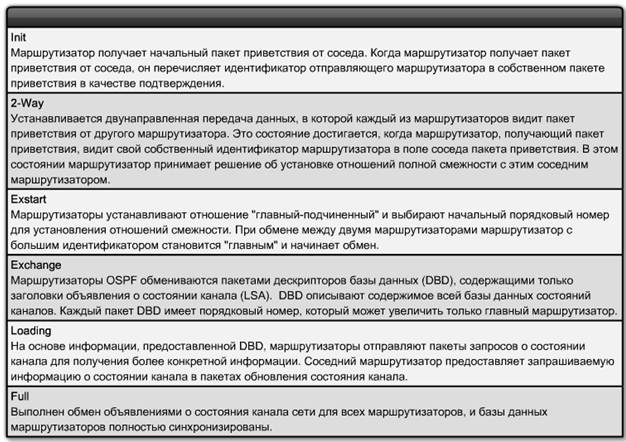 Init
Маршрутизатор получает начальный пакет приветствия от соседа. Когда маршрутизатор получает пакет
приветствия от соседа, он перечисляет идентификатор отправляющего маршрутизатора в собственном пакете
приветствия в качестве подтверждения.
2-Way
Устанавливается двунаправленная передача данных, в которой каждый из маршрутизаторов видит пакет
приветствия от другого маршрутизатора. Это состояние достигается, когда маршрутизатор, получающий пакет
приветствия, видит свой собственный идентификатор маршрутизатора в поле соседа пакета приветствия. В этом
состоянии маршрутизатор принимает решение об установке отношений полной смежности с этим соседним
маршрутизатором.
Exstart
Маршрутизаторы устанавливают отношение "главный-подчиненный" и выбирают начальный порядковый номер
для установления отношений смежности. При обмене между двумя маршрутизаторами маршрутизатор с
большим идентификатором становится "главным" и начинает обмен.
Exchange
Маршрутизаторы OSPF обмениваются пакетами дескрипторов базы данных (DBD), содержащими только
заголовки объявления о состоянии канала (LSA). DBD описывают содержимое всей базы данных состояний
каналов. Каждый пакет DBD имеет порядковый номер, который может увеличить только главный маршрутизатор.
Loading
На основе информации, предоставленной DBD, маршрутизаторы отправляют пакеты запросов о состоянии
канала для получения более конкретной информации. Соседний маршрутизатор предоставляет запрашиваемую
информацию о состоянии канала в пакетах обновления состояния канала.
Full
Выполнен обмен объявлениями о состояния канала сети для всех маршрутизаторов, и базы данных
маршрутизаторов полностью синхронизированы.